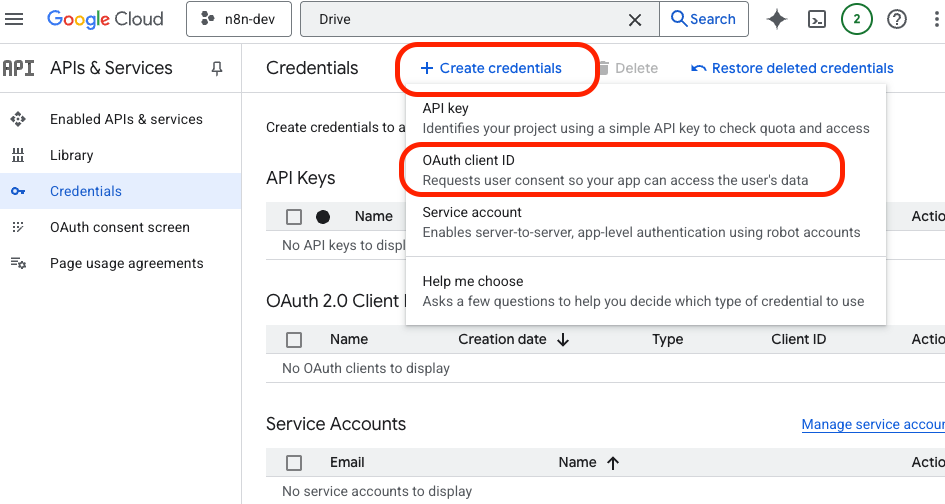 Google Cloud
n8n-dev
Drive
Search
2
API
APIs & Services
Credentials
+ Create credentials
Delete
Restore deleted credentials
Enabled APIs & services
Library
Credentials
OAuth consent screen
Page usage agreements
Create credentials to a
API key
Identifies your project using a simple API key to check quota and access
OAuth client ID
Requests user consent so your app can access the user's data
Service account
Enables server-to-server, app-level authentication using robot accounts
Help me choose
Asks a few questions to help you decide which type of credential to use
API Keys
Name
Actio
No API keys to displ
OAuth 2.0 Client I
Name
Creation date
Type
Client ID
Actio
No OAuth clients to display
Service Accounts
Manage service accour
Email
Name
Actio
No service accounts to display